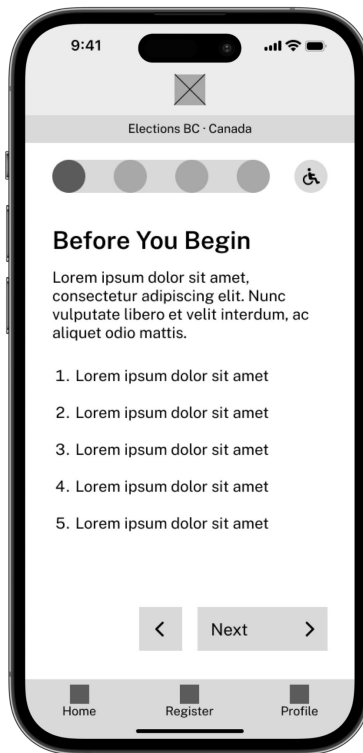 9:41
Elections BC · Canada
Before You Begin
Lorem ipsum dolor sit amet,
consectetur adipiscing elit. Nunc
vulputate libero et velit interdum, ac
aliquet odio mattis.
1. Lorem ipsum dolor sit amet
2. Lorem ipsum dolor sit amet
3. Lorem ipsum dolor sit amet
4. Lorem ipsum dolor sit amet
5. Lorem ipsum dolor sit amet
Next
Home Register Profile